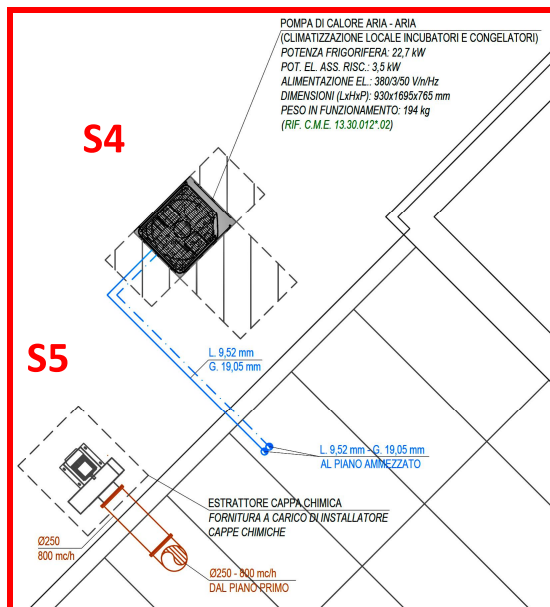 POMPA DI CALORE ARIA - ARIA
(CLIMATIZZAZIONE LOCALE INCUBATORI E CONGELATORI)
POTENZA FRIGORIFERA: 22,7 kW
POT. EL. ASS. RISC.: 3,5 kW
ALIMENTAZIONE EL.: 380/3/50 V/n/Hz
DIMENSIONI (LxHxP): 930x1695x765 mm
PESO IN FUNZIONAMENTO: 194 kg
(RIF. C.M.E. 13.30.012*.02)
S4
S5
L. 9,52 mm
G. 19,05 mm
L. 9,52 mm - G. 19,05 mm
AL PIANO AMMEZZATO
ESTRATTORE CAPPA CHIMICA
FORNITURA A CARICO DI INSTALLATORE
CAPPE CHIMICHE
Ø250
800 mc/h
Ø250 - 800 mc/h
DAL PIANO PRIMO